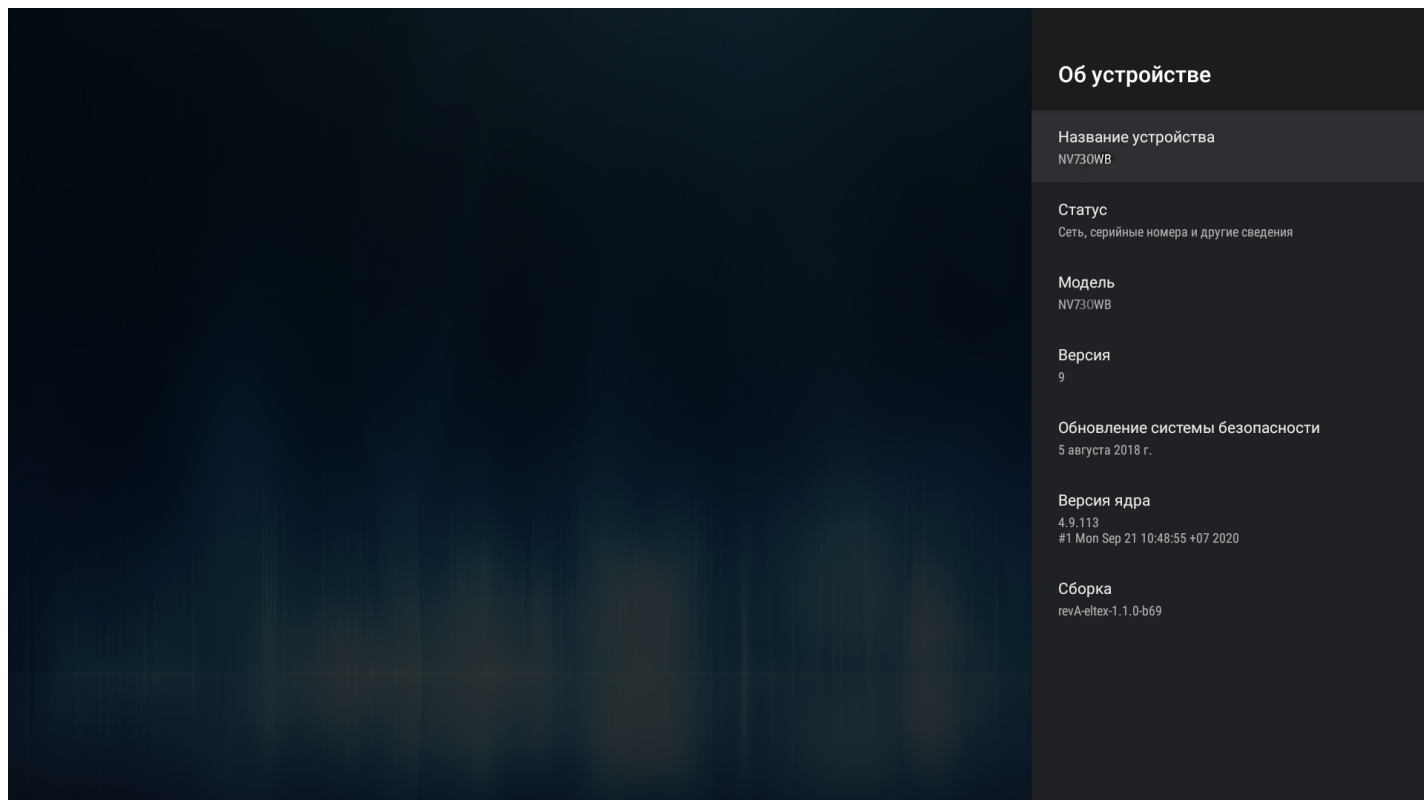 Об устройстве
Название устройства
NV730WB
Статус
Сеть, серийные номера и другие сведения
Модель
NV730WB
Версия
9
Обновление системы безопасности
5 августа 2018 г.
Версия ядра
4.9.113
#1 Mon Sep 21 10:48:55 +07 2020
Сборка
revA-eltex-1.1.0-b69